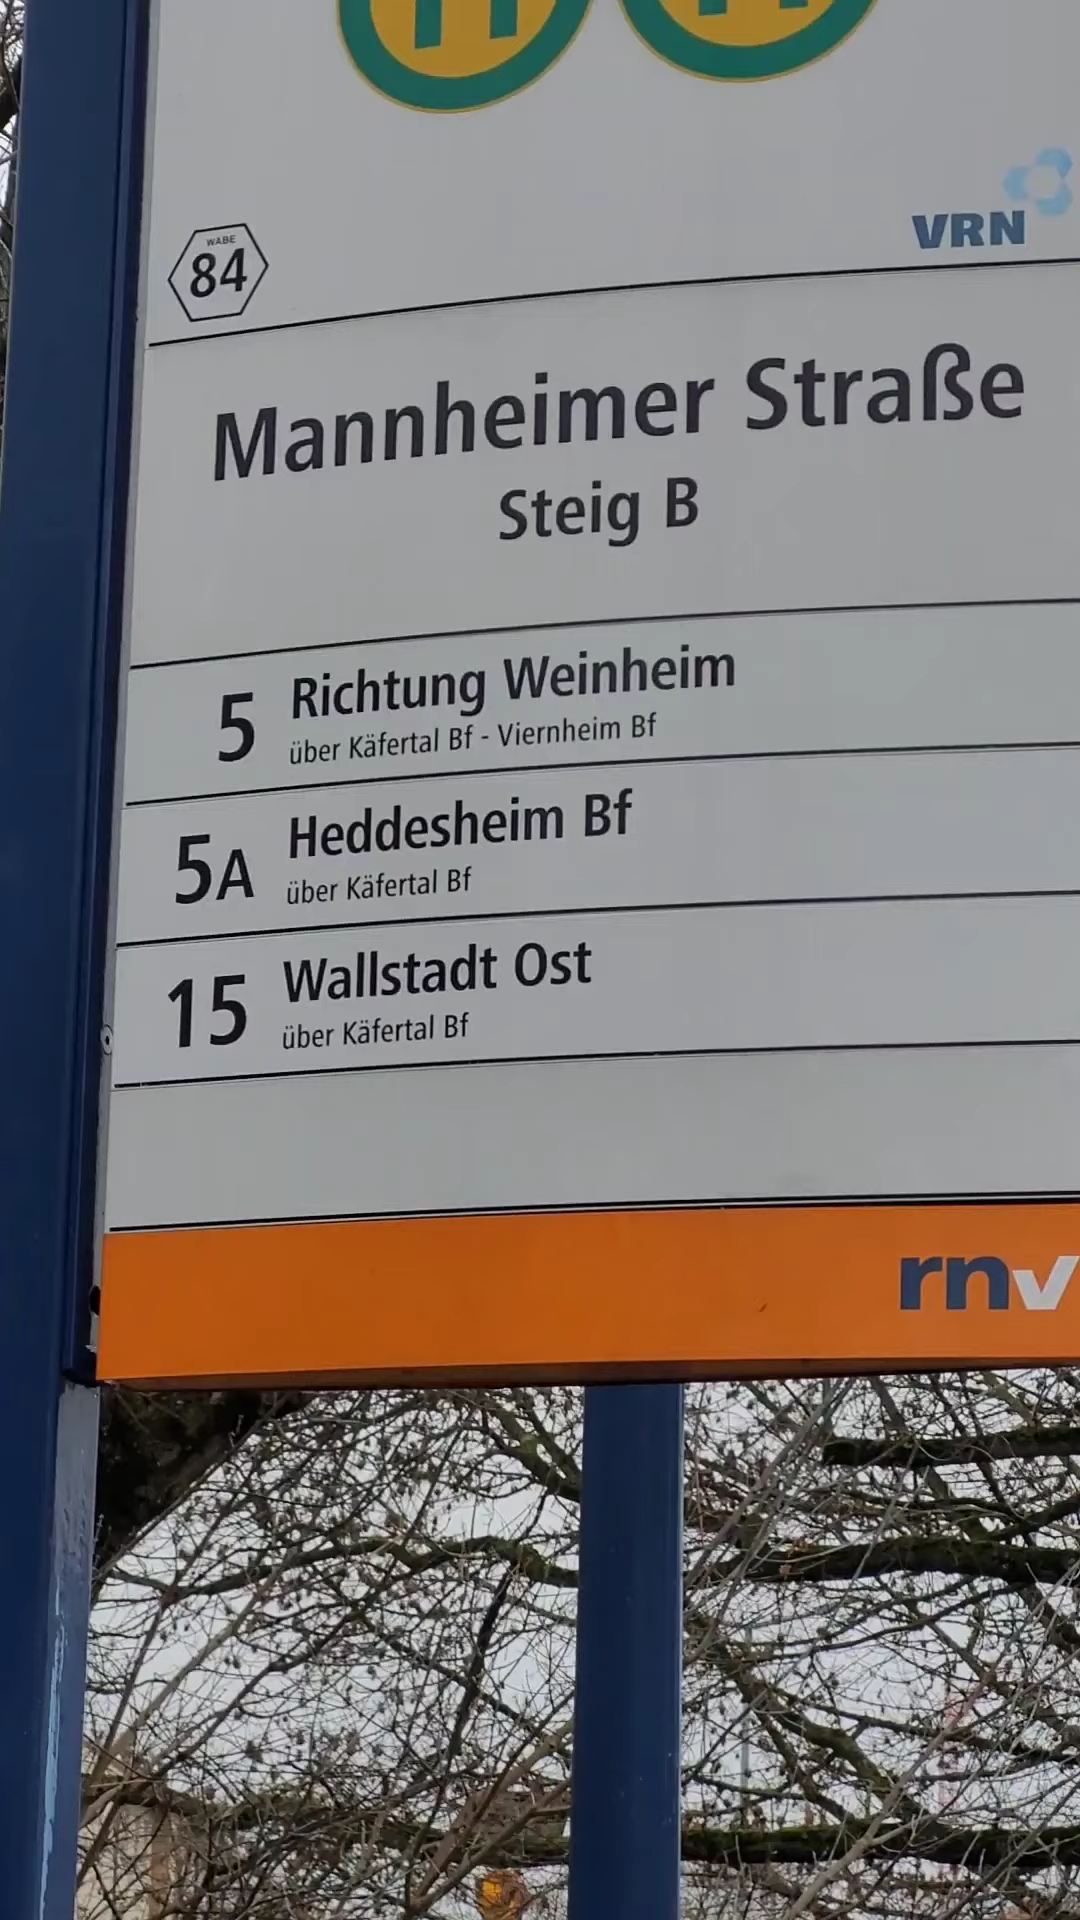 VRN
WABE
84
Mannheimer Straße
Steig B
5 Richtung Weinheim
über Käfertal Bf - Viernheim Bf
5A Heddesheim Bf
über Käfertal Bf
15 Wallstadt Ost
über Käfertal Bf
rnv